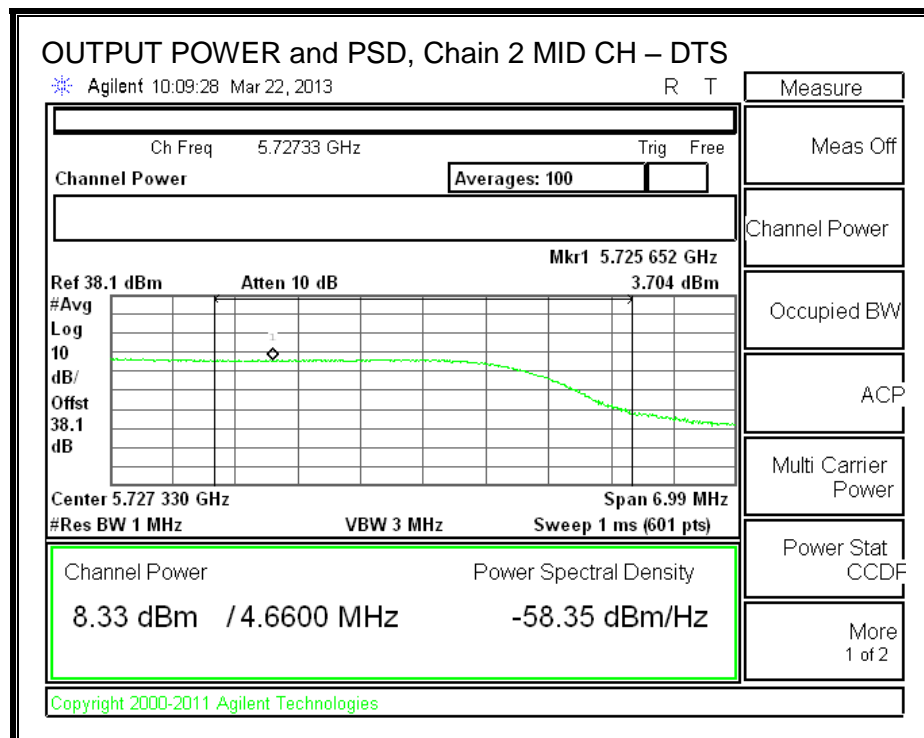 OUTPUT POWER and PSD, Chain 2 MID CH – DTS
Agilent 10:09:28 Mar 22, 2013 R T
Ch Freq 5.72733 GHz Trig Free
Channel Power Averages: 100
Mkr1 5.725 652 GHz
Ref 38.1 dBm Atten 10 dB 3.704 dBm
#Avg
Log
10
dB/
Offst
38.1
dB
1
Center 5.727 330 GHz Span 6.99 MHz
#Res BW 1 MHz VBW 3 MHz Sweep 1 ms (601 pts)
Channel Power Power Spectral Density
8.33 dBm / 4.6600 MHz -58.35 dBm/Hz
Copyright 2000-2011 Agilent Technologies
Measure
Meas Off
Channel Power
Occupied BW
ACP
Multi Carrier
Power
Power Stat
CCDF
More
1 of 2